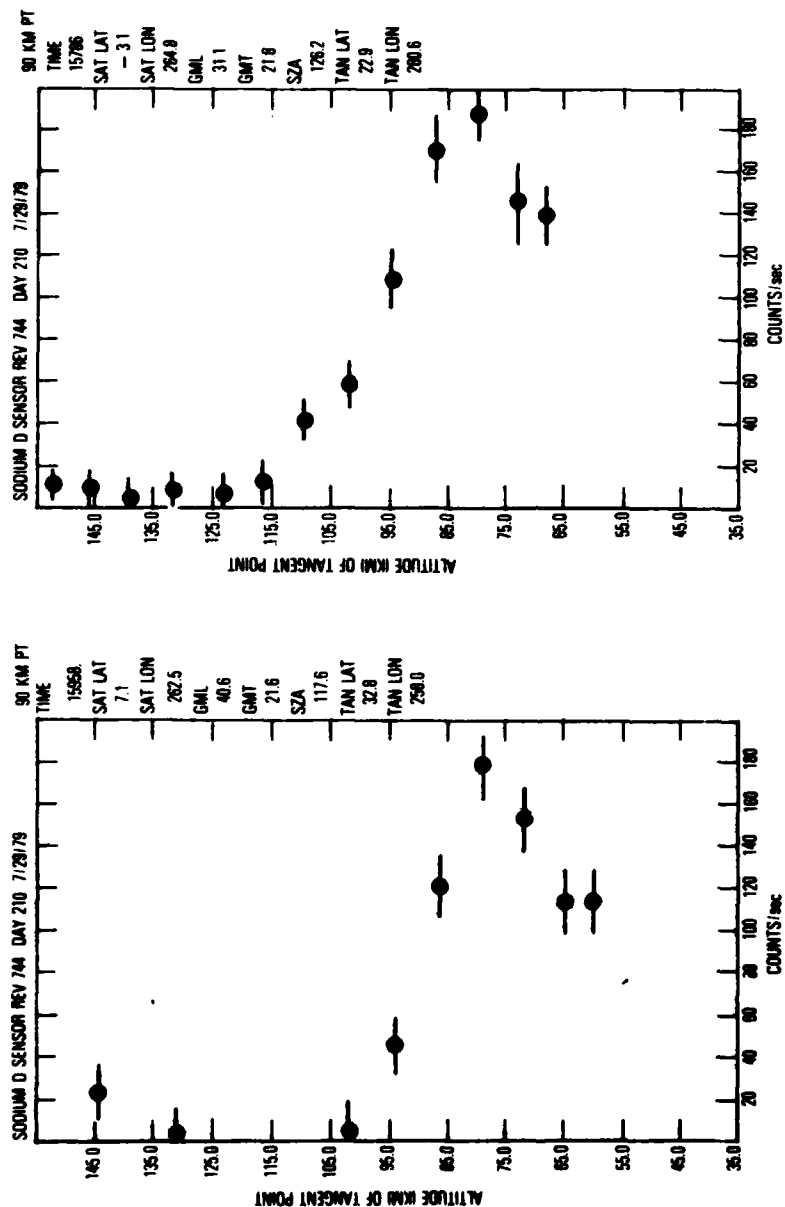 SODIUM D SENSOR REV 744 DAY 210 7/29/79
90 KM PT
TIME
15958.
SAT LAT
7.1
SAT LON
262.5
GML
40.6
GMT
21.6
SZA
117.6
TAN LAT
32.8
TAN LON
258.0
ALTITUDE (KM) OF TANGENT POINT
145.0
135.0
125.0
115.0
105.0
95.0
85.0
75.0
65.0
55.0
45.0
35.0
20
40
60
80
100
120
140
160
180
COUNTS/sec
SODIUM D SENSOR REV 744 DAY 210 7/29/79
90 KM PT
TIME
15786
SAT LAT
-3.1
SAT LON
264.8
GML
31.1
GMT
21.8
SZA
126.2
TAN LAT
22.9
TAN LON
260.6
ALTITUDE (KM) OF TANGENT POINT
145.0
135.0
125.0
115.0
105.0
95.0
85.0
75.0
65.0
55.0
45.0
35.0
20
40
60
80
100
120
140
160
180
COUNTS/sec